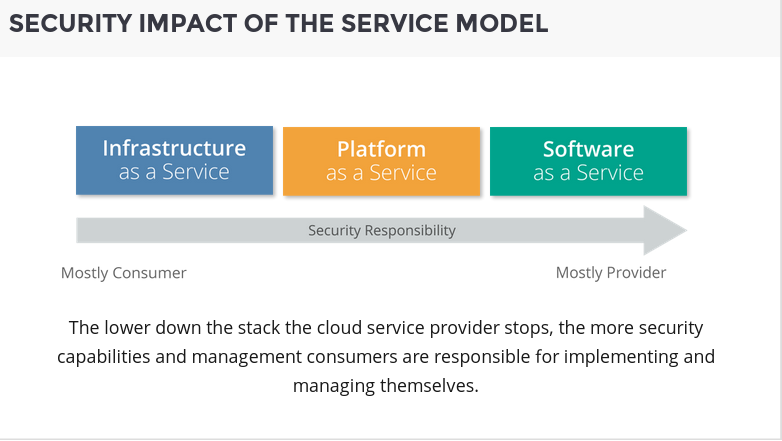 SECURITY IMPACT OF THE SERVICE MODEL
Infrastructure
as a Service
Platform
as a Service
Software
as a Service
Security Responsibility
Mostly Consumer
Mostly Provider
The lower down the stack the cloud service provider stops, the more security
capabilities and management consumers are responsible for implementing and
managing themselves.